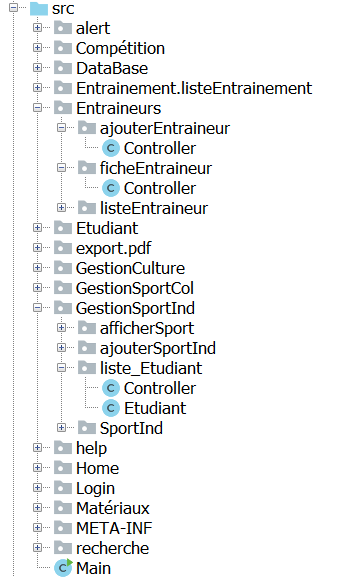 src
alert
Compétition
DataBase
Entrainement.listeEntrainement
Entraineurs
ajouterEntraineur
Controller
ficheEntraineur
Controller
listeEntraineur
Etudiant
export.pdf
GestionCulture
GestionSportCol
GestionSportInd
afficherSport
ajouterSportInd
liste_Etudiant
Controller
Etudiant
SportInd
help
Home
Login
Matériaux
META-INF
recherche
Main